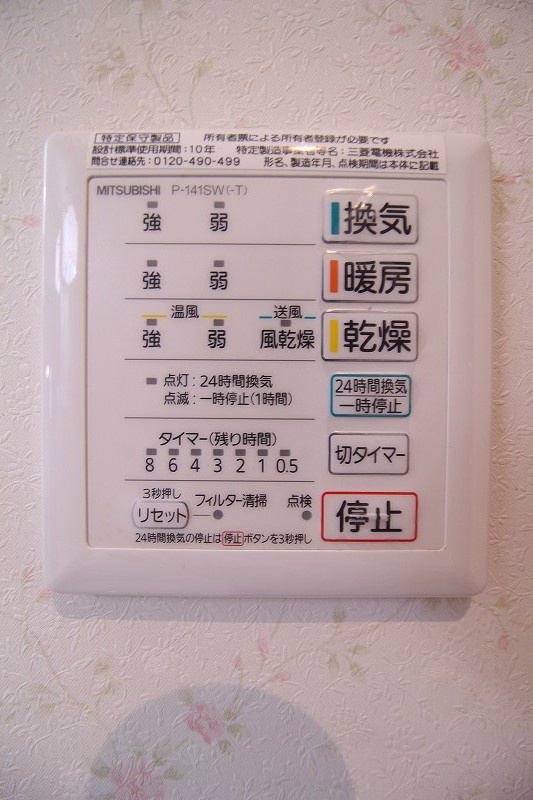 特定保守製品 所有者票による所有者登録が必要です
設計標準使用期間：10年 特定製造事業者等名：三菱電機株式会社
問合せ連絡先：0120-490-499 形名、製造年月、点検期間は本体に記載
MITSUBISHI P-141SW(-T)
強 弱 換気
強 弱 暖房
温風 送風
強 弱 風乾燥 乾燥
点灯：24時間換気
点滅：一時停止(1時間)
24時間換気
一時停止
タイマー(残り時間)
8 6 4 3 2 1 0.5
切タイマー
3秒押し
リセット フィルター清掃 点検
停止
24時間換気の停止は停止ボタンを3秒押し